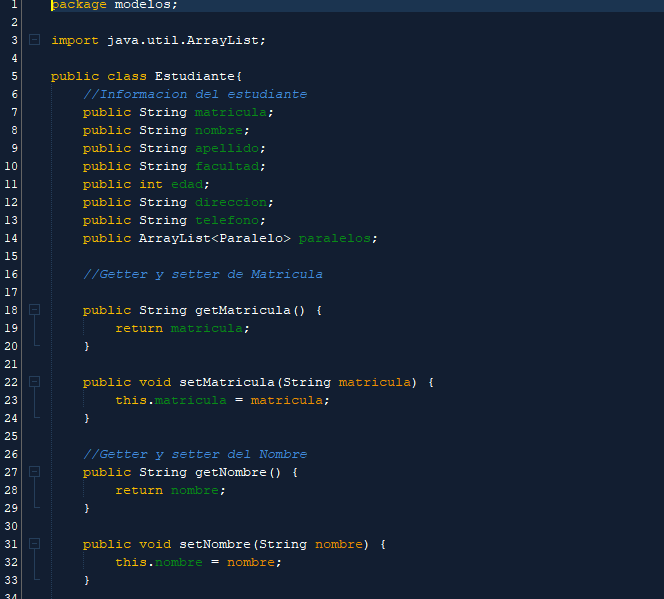 1 package modelos;
2
3 import java.util.ArrayList;
4
5 public class Estudiante{
6 //Informacion del estudiante
7 public String matricula;
8 public String nombre;
9 public String apellido;
10 public String facultad;
11 public int edad;
12 public String direccion;
13 public String telefono;
14 public ArrayList<Paralelo> paralelos;
15
16 //Getter y setter de Matricula
17
18 public String getMatricula() {
19 return matricula;
20 }
21
22 public void setMatricula(String matricula) {
23 this.matricula = matricula;
24 }
25
26 //Getter y setter del Nombre
27 public String getNombre() {
28 return nombre;
29 }
30
31 public void setNombre(String nombre) {
32 this.nombre = nombre;
33 }
34